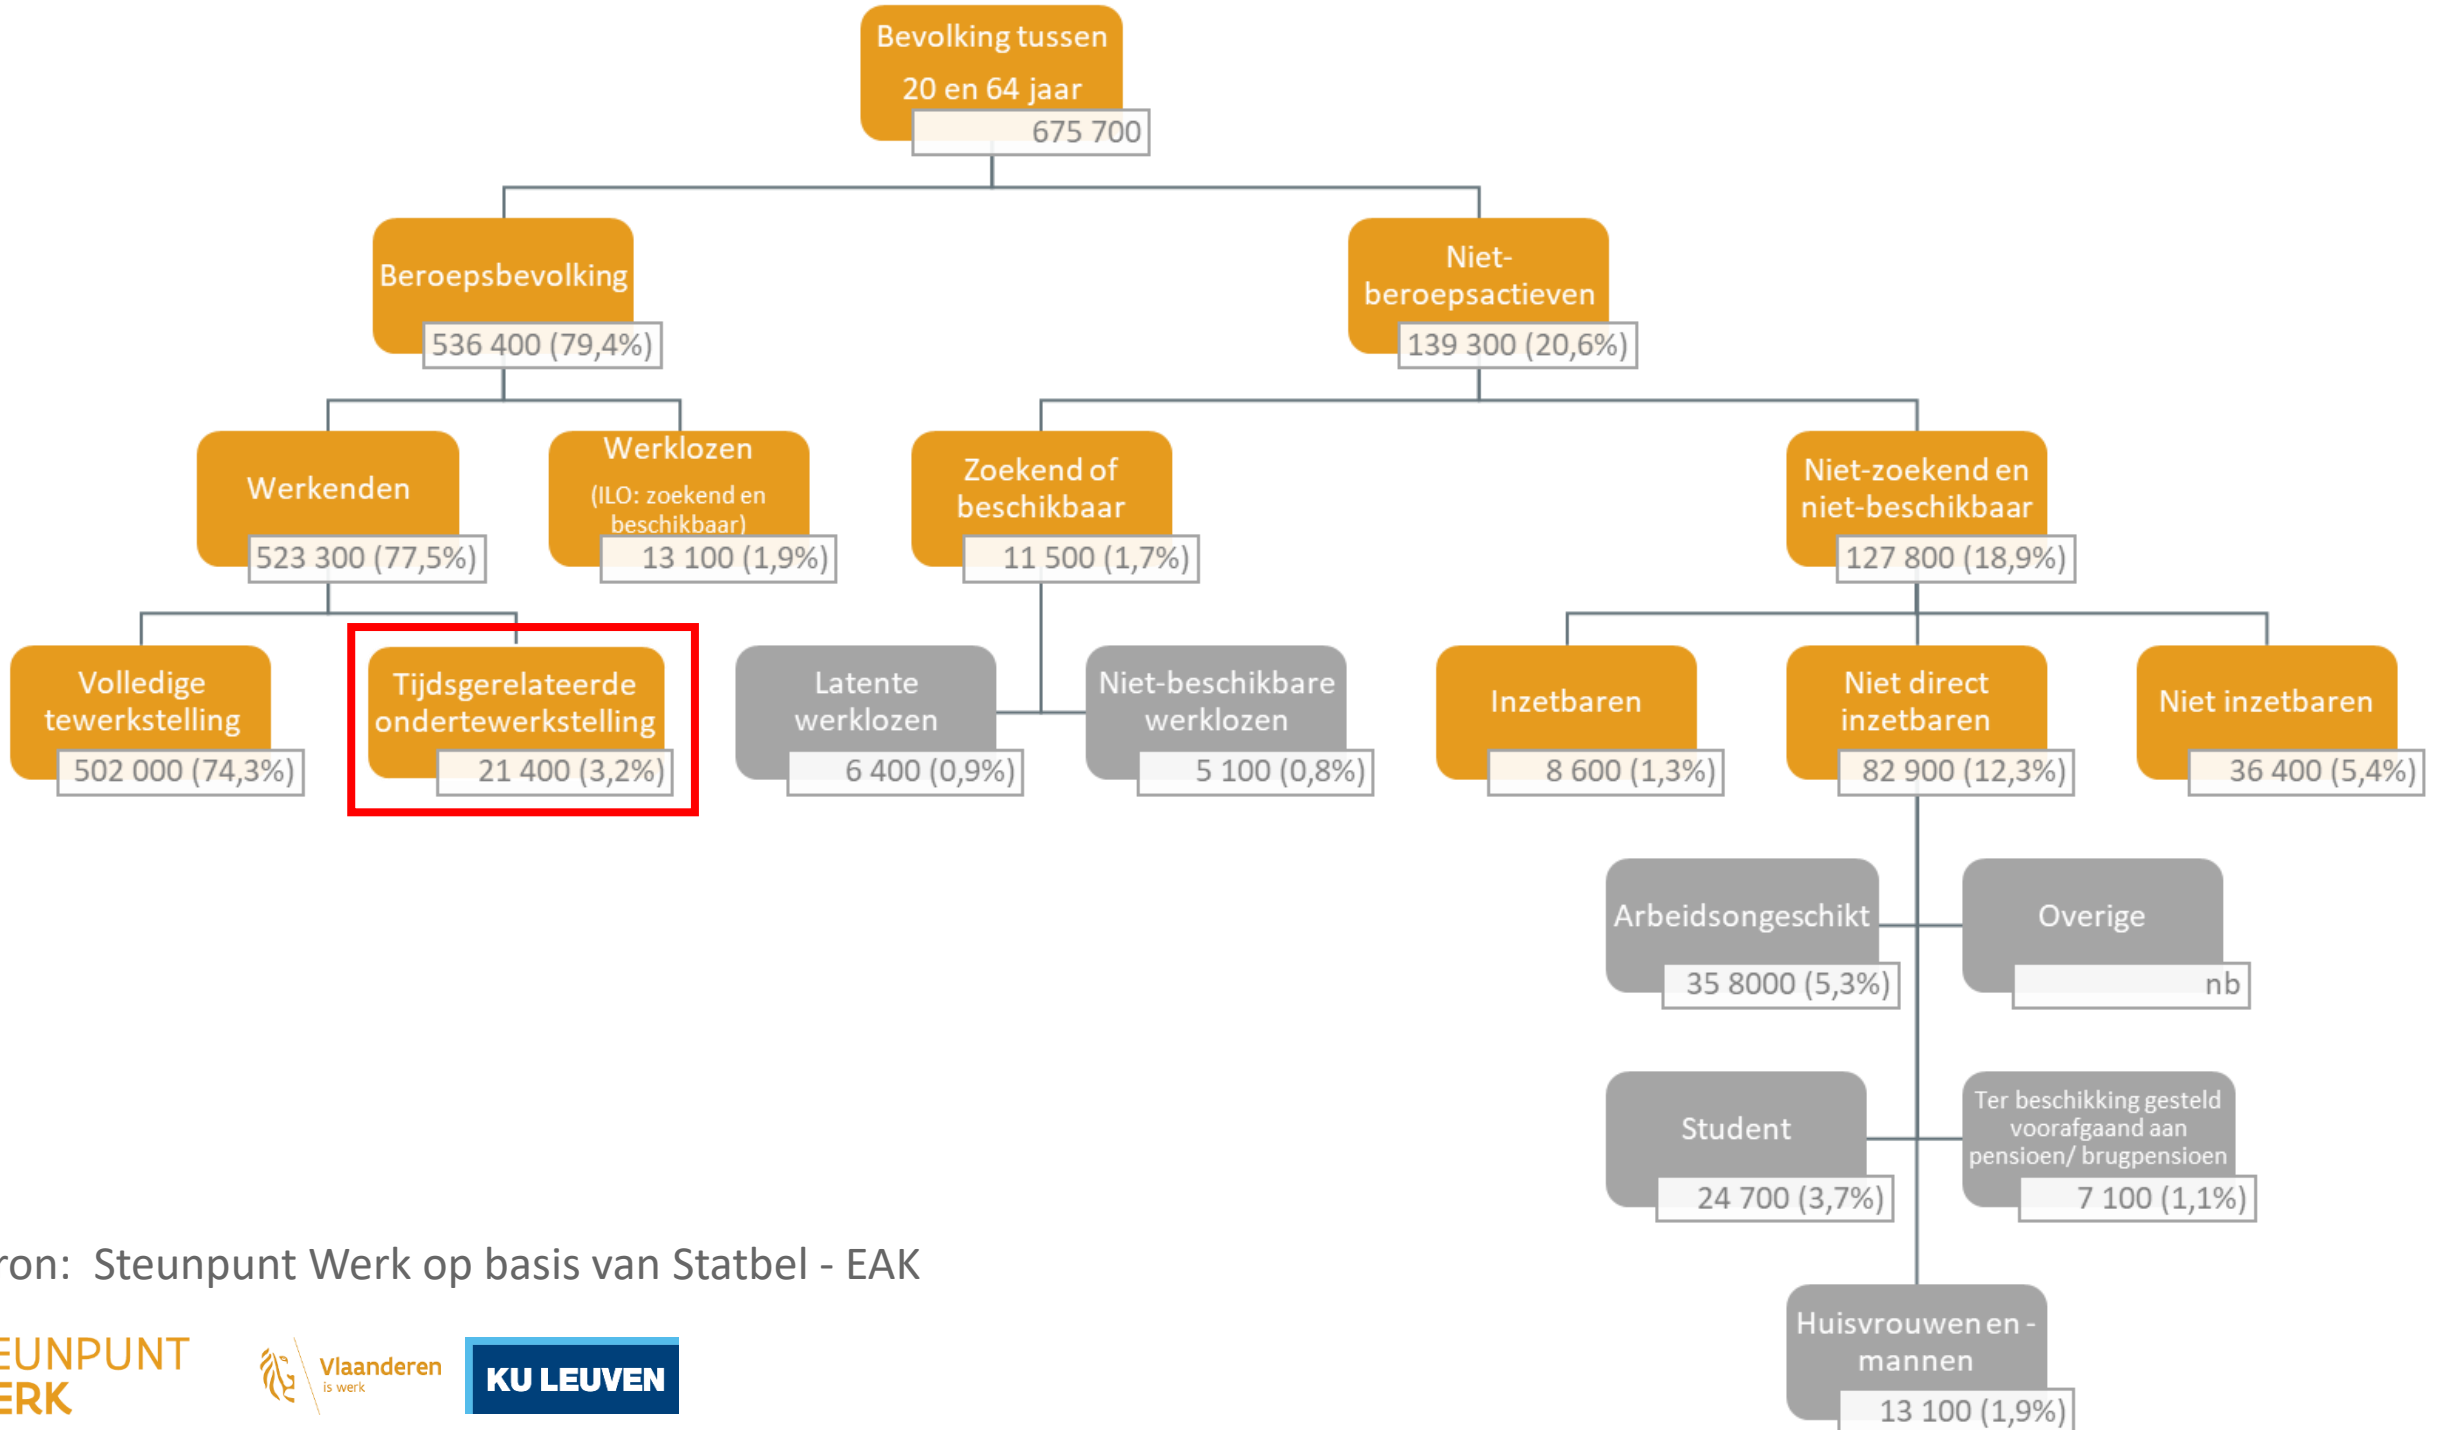 Bevolking tussen
20 en 64 jaar
675 700
Beroepsbevolking
536 400 (79,4%)
Niet-
beroepsactieven
139 300 (20,6%)
Werkenden
523 300 (77,5%)
Werklozen
(ILO: zoekend en
beschikbaar)
13 100 (1,9%)
Zoekend of
beschikbaar
11 500 (1,7%)
Niet-zoekend en
niet-beschikbaar
127 800 (18,9%)
Volledige
tewerkstelling
502 000 (74,3%)
Tijdsgerelateerde
ondertewerkstelling
21 400 (3,2%)
Latente
werklozen
6 400 (0,9%)
Niet-beschikbare
werklozen
5 100 (0,8%)
Inzetbaren
8 600 (1,3%)
Niet direct
inzetbaren
82 900 (12,3%)
Niet inzetbaren
36 400 (5,4%)
Arbeidsongeschikt
35 8000 (5,3%)
Overige
nb
Student
24 700 (3,7%)
Ter beschikking gesteld
voorafgaand aan
pensioen/ brugpensioen
7 100 (1,1%)
Huisvrouwen en -
mannen
13 100 (1,9%)
ron: Steunpunt Werk op basis van Statbel - EAK
EUNPUNT
ERK
Vlaanderen
is werk
KU LEUVEN